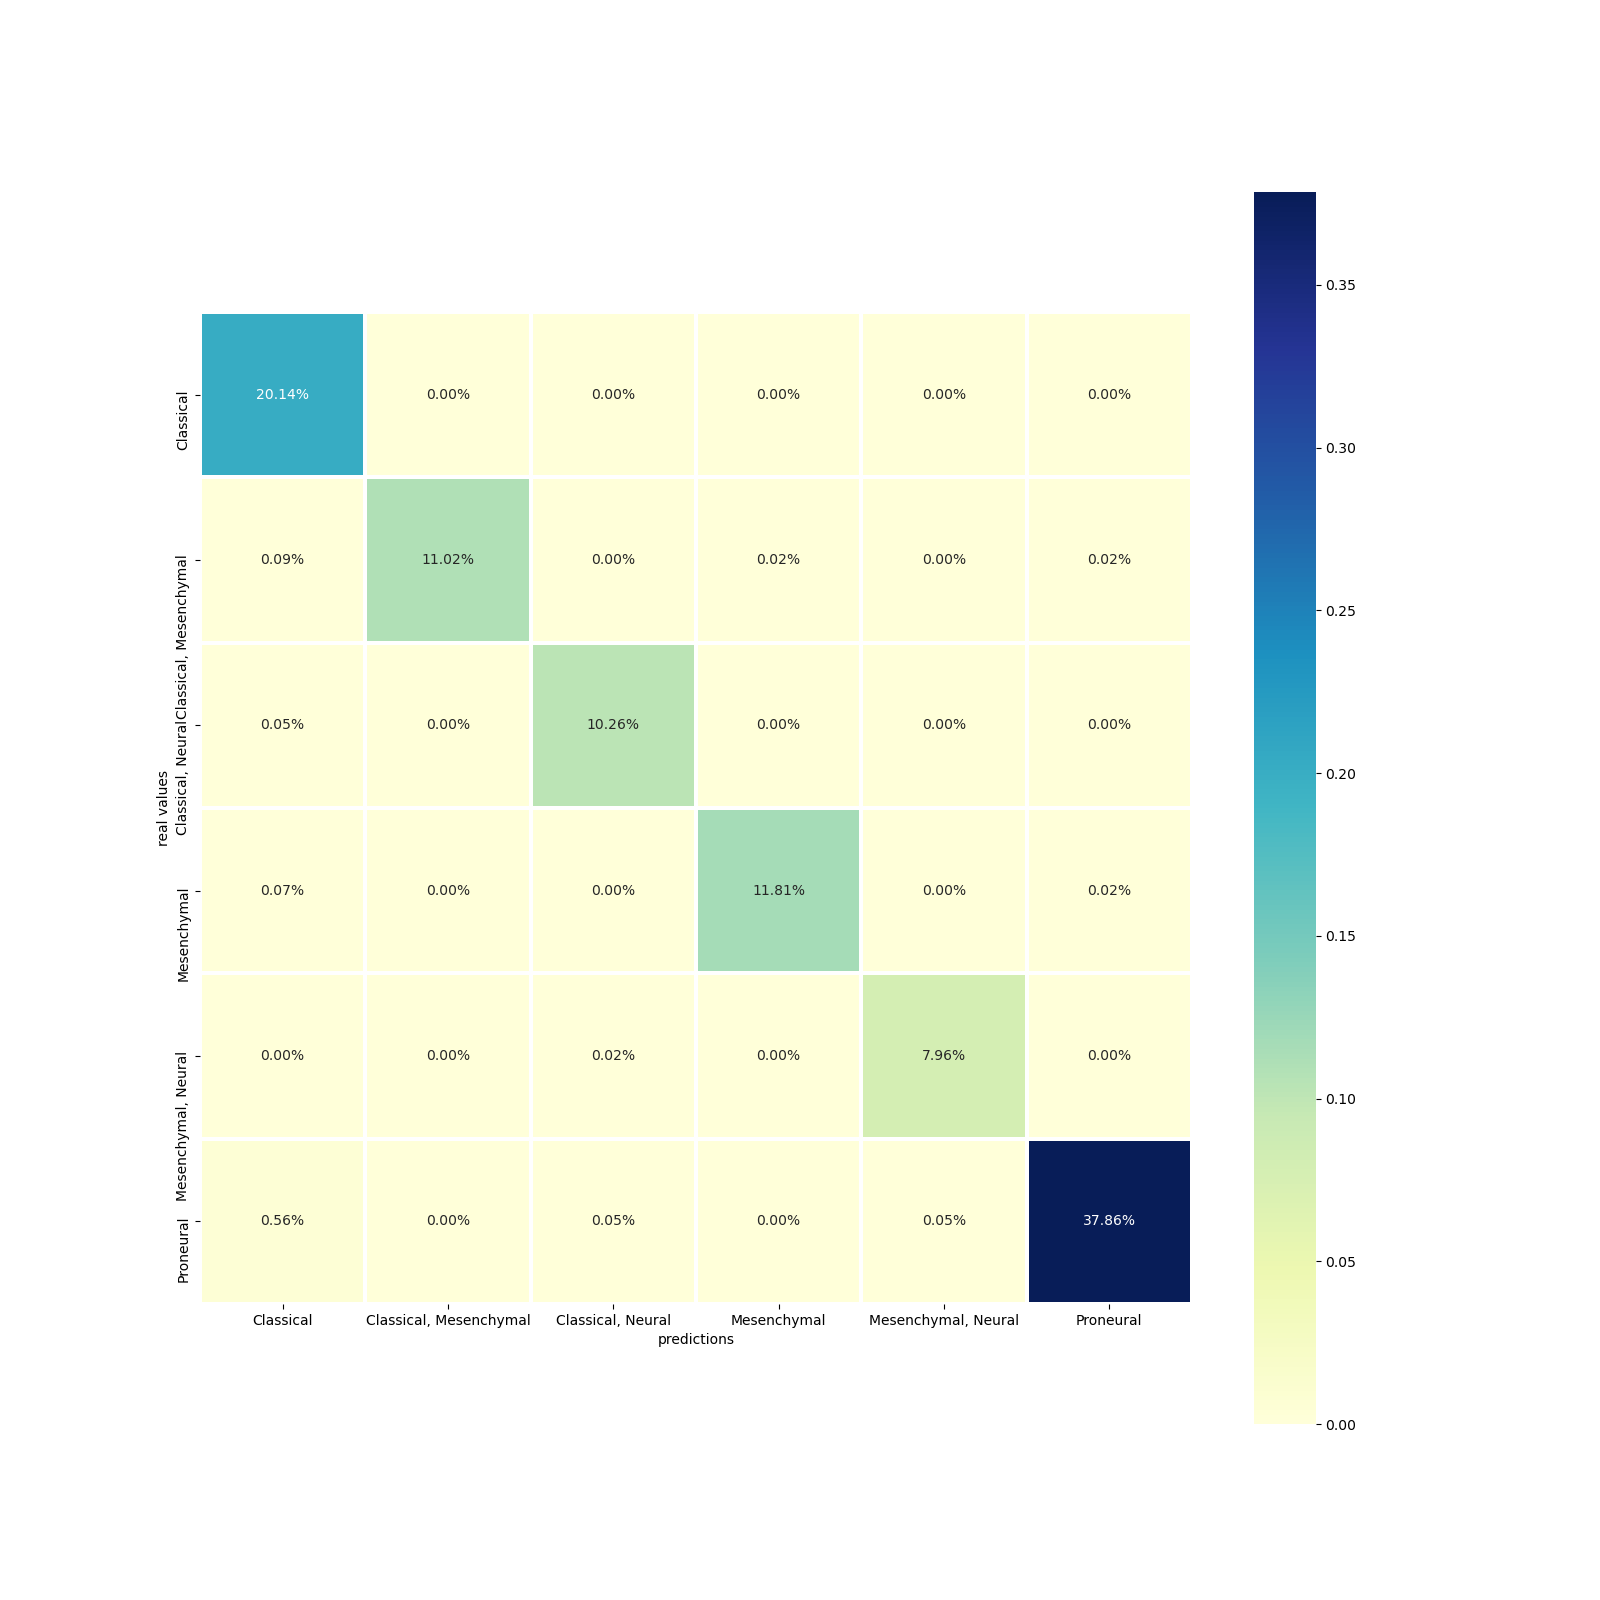 0.35
0.30
0.25
0.20
0.15
0.10
0.05
0.00
real values
Classical
20.14% 0.00% 0.00% 0.00% 0.00% 0.00%
Classical, Mesenchymal
0.09% 11.02% 0.00% 0.02% 0.00% 0.02%
Classical, Neural
0.05% 0.00% 10.26% 0.00% 0.00% 0.00%
Mesenchymal
0.07% 0.00% 0.00% 11.81% 0.00% 0.02%
Mesenchymal, Neural
0.00% 0.00% 0.02% 0.00% 7.96% 0.00%
Proneural
0.56% 0.00% 0.05% 0.00% 0.05% 37.86%
Classical Classical, Mesenchymal Classical, Neural Mesenchymal Mesenchymal, Neural Proneural
predictions